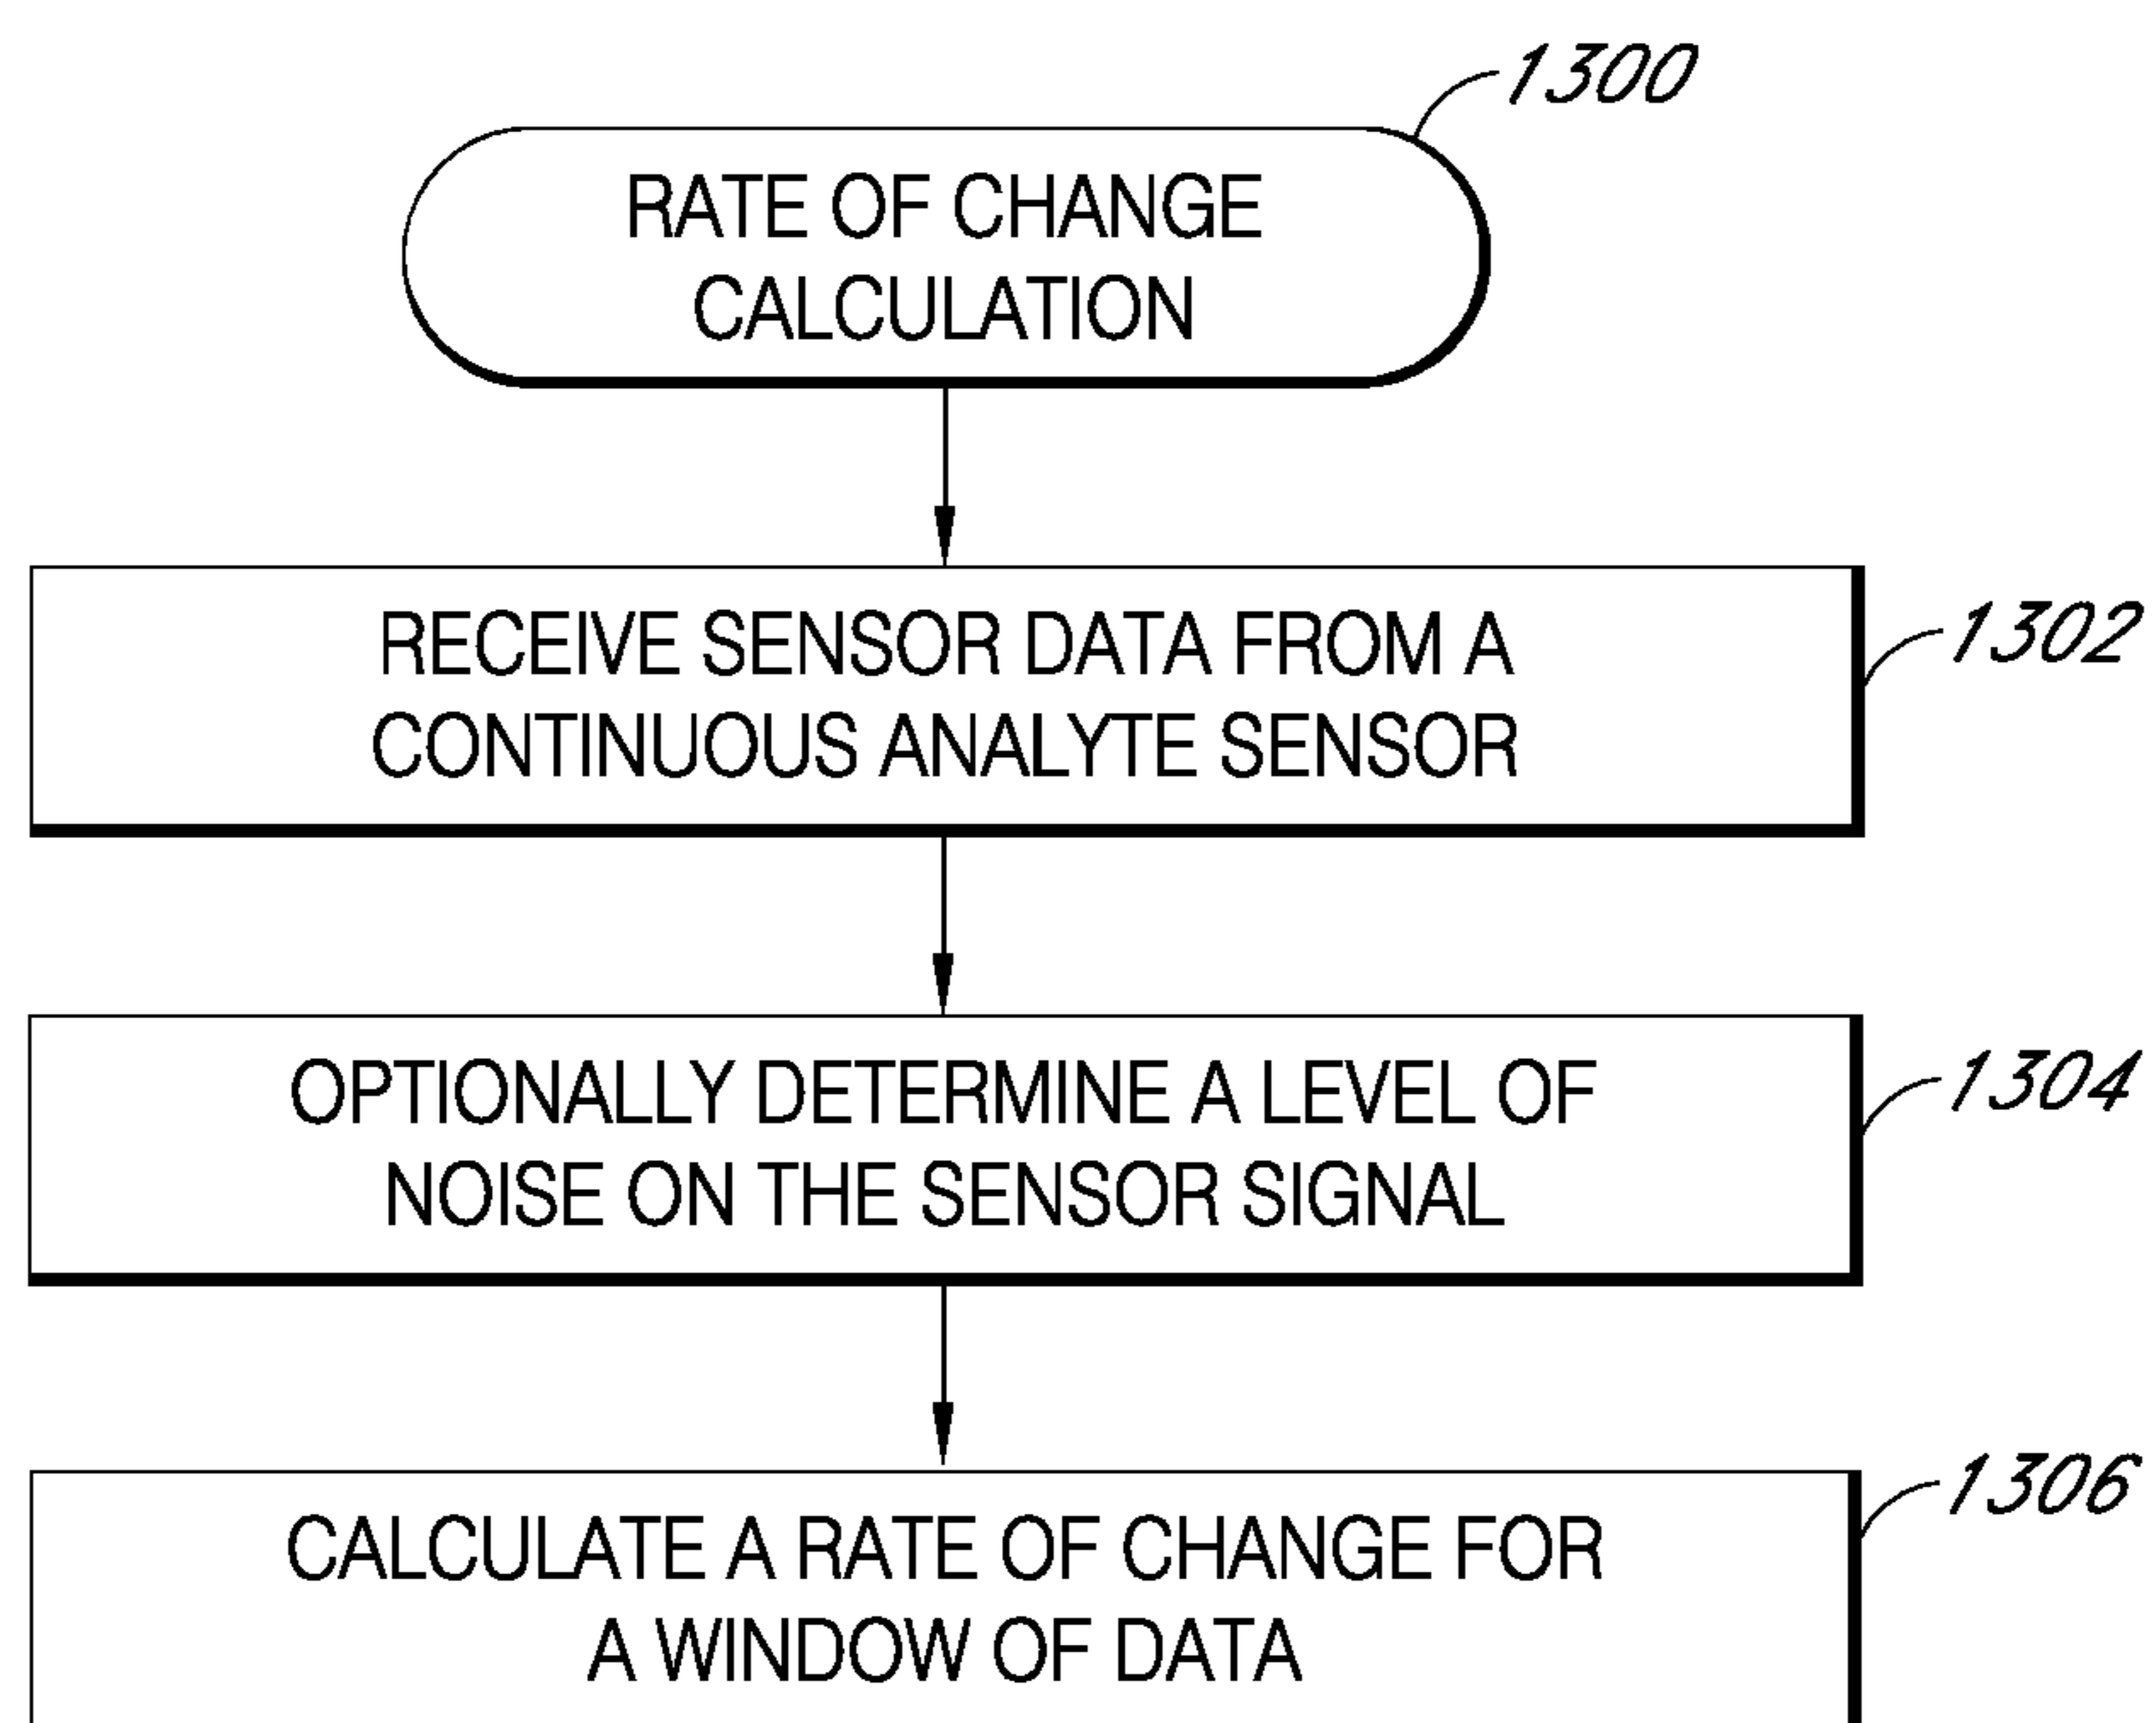 1300
RATE OF CHANGE
CALCULATION
RECEIVE SENSOR DATA FROM A
CONTINUOUS ANALYTE SENSOR
1302
OPTIONALLY DETERMINE A LEVEL OF
NOISE ON THE SENSOR SIGNAL
1304
CALCULATE A RATE OF CHANGE FOR
A WINDOW OF DATA
1306